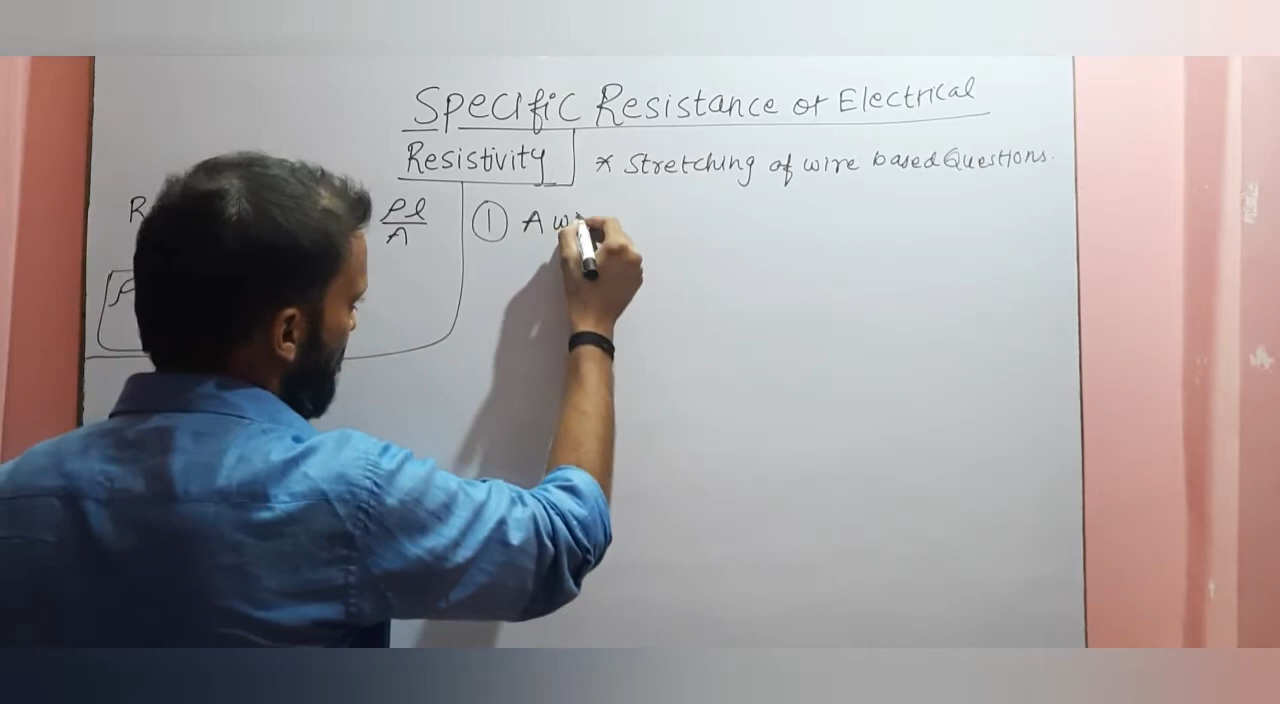 Specific Resistance or Electrical
Resistivity * Stretching of wire based Questions.
R ρl
A
① A w
ρ